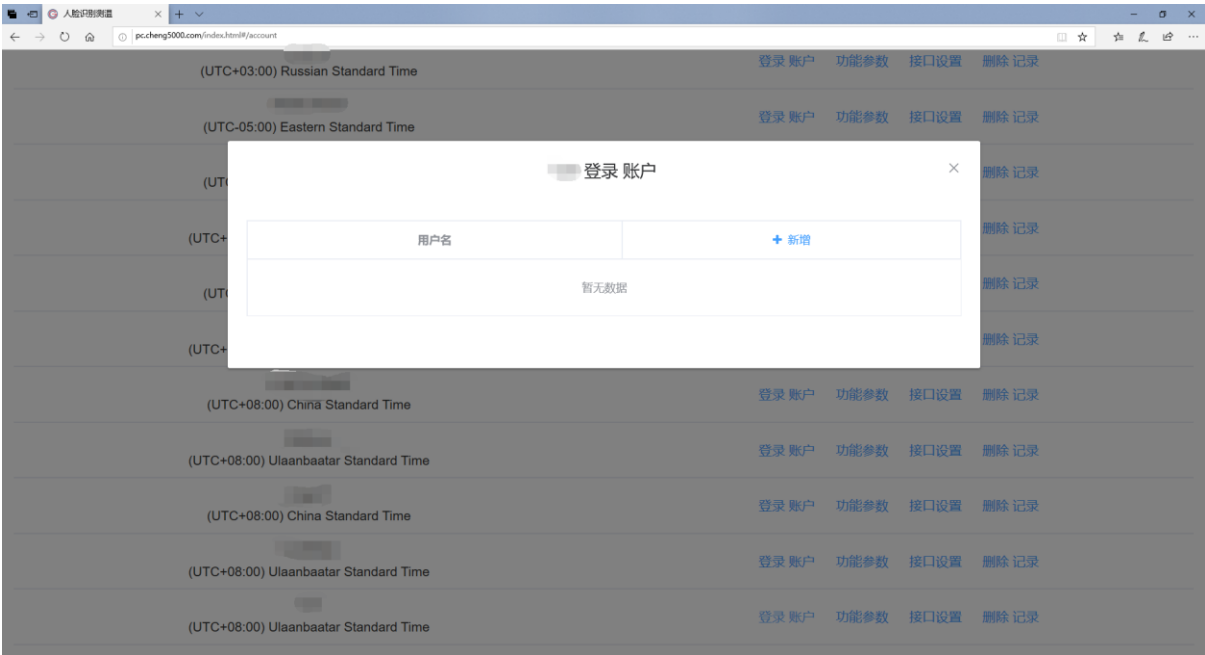 人脸识别测温
pc.cheng5000.com/index.html#/account
(UTC+03:00) Russian Standard Time
登录 账户 功能参数 接口设置 删除 记录
(UTC-05:00) Eastern Standard Time
登录 账户 功能参数 接口设置 删除 记录
登录 账户
(UT
删除 记录
(UTC+
删除 记录
用户名 + 新增
(UT
删除 记录
暂无数据
(UTC+
删除 记录
(UTC+08:00) China Standard Time
登录 账户 功能参数 接口设置 删除 记录
(UTC+08:00) Ulaanbaatar Standard Time
登录 账户 功能参数 接口设置 删除 记录
(UTC+08:00) China Standard Time
登录 账户 功能参数 接口设置 删除 记录
(UTC+08:00) Ulaanbaatar Standard Time
登录 账户 功能参数 接口设置 删除 记录
(UTC+08:00) Ulaanbaatar Standard Time
登录 账户 功能参数 接口设置 删除 记录